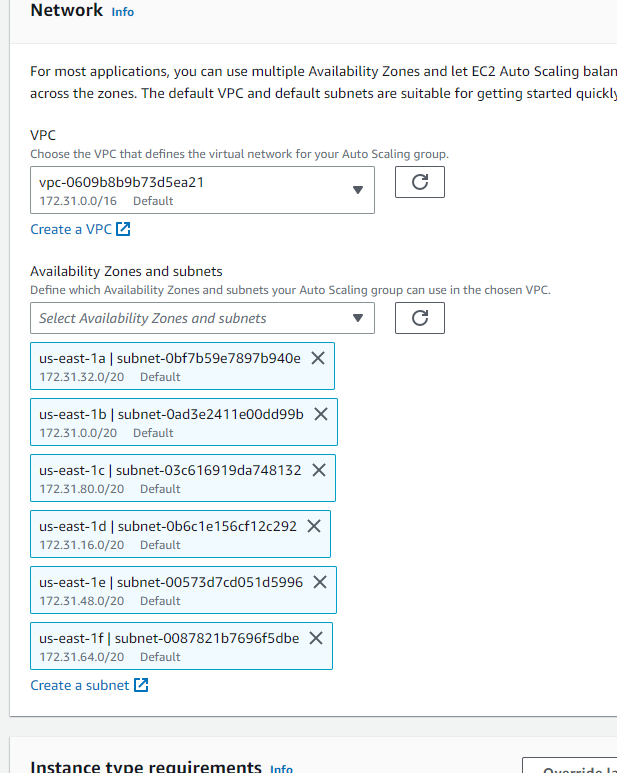 Network Info
For most applications, you can use multiple Availability Zones and let EC2 Auto Scaling balan
across the zones. The default VPC and default subnets are suitable for getting started quickly
VPC
Choose the VPC that defines the virtual network for your Auto Scaling group.
vpc-0609b8b9b73d5ea21
172.31.0.0/16 Default
Create a VPC
Availability Zones and subnets
Define which Availability Zones and subnets your Auto Scaling group can use in the chosen VPC.
Select Availability Zones and subnets
us-east-1a | subnet-0bf7b59e7897b940e
172.31.32.0/20 Default
us-east-1b | subnet-0ad3e2411e00dd99b
172.31.0.0/20 Default
us-east-1c | subnet-03c616919da748132
172.31.80.0/20 Default
us-east-1d | subnet-0b6c1e156cf12c292
172.31.16.0/20 Default
us-east-1e | subnet-00573d7cd051d5996
172.31.48.0/20 Default
us-east-1f | subnet-0087821b7696f5dbe
172.31.64.0/20 Default
Create a subnet
Instance type requirements Info
Override la